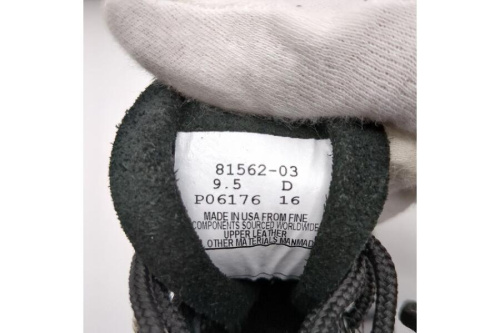 81562-03
9.5 D
P06176 16
MADE IN USA FROM FINE
COMPONENTS SOURCED WORLDWIDE
UPPER LEATHER
OTHER MATERIALS MANMADE